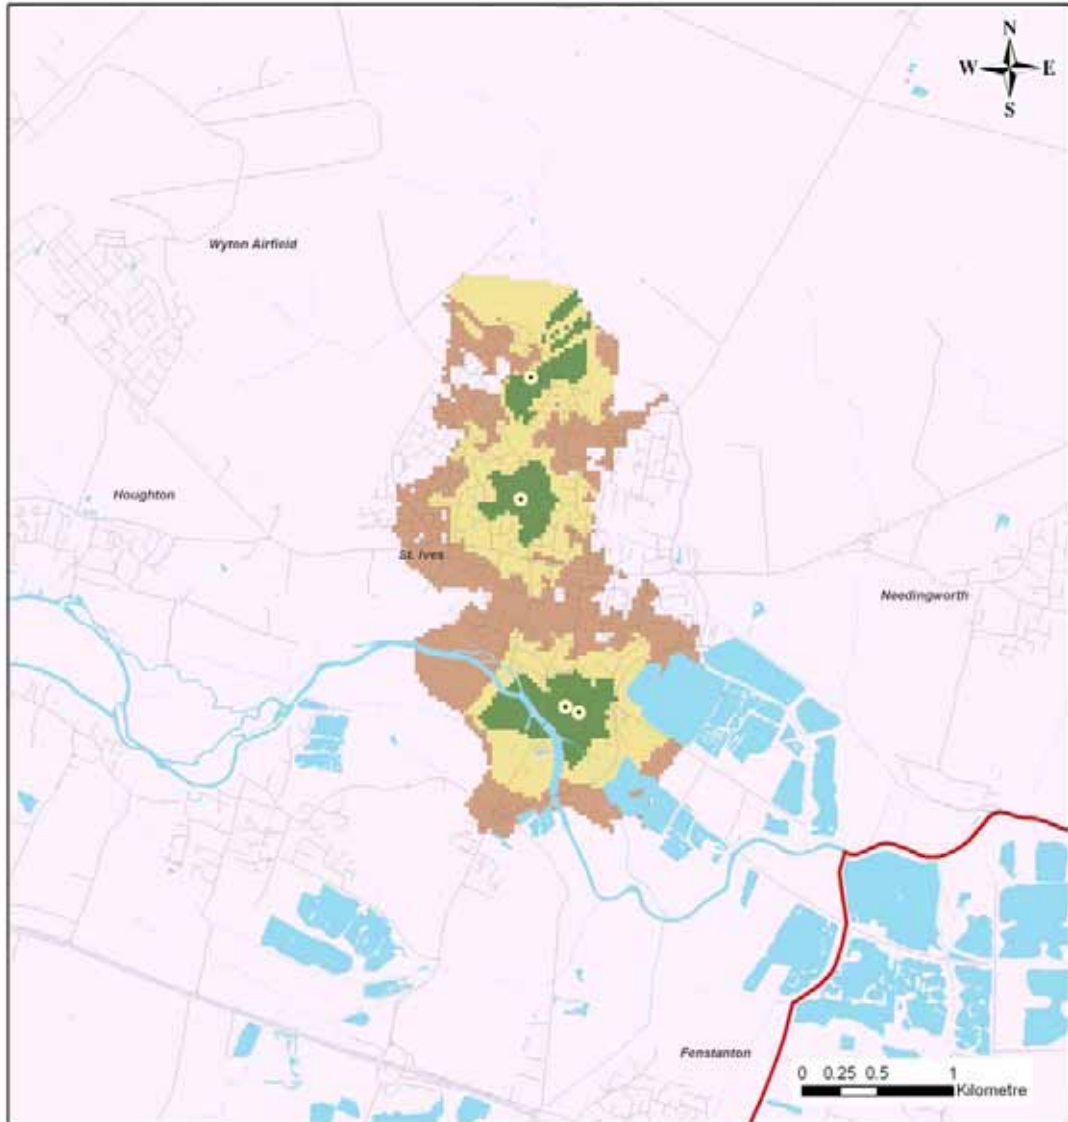 N
W E
S
Wyton Airfield
Houghton
St. Ives
Needingworth
Fenstanton
0 0.25 0.5 1
Kilometre